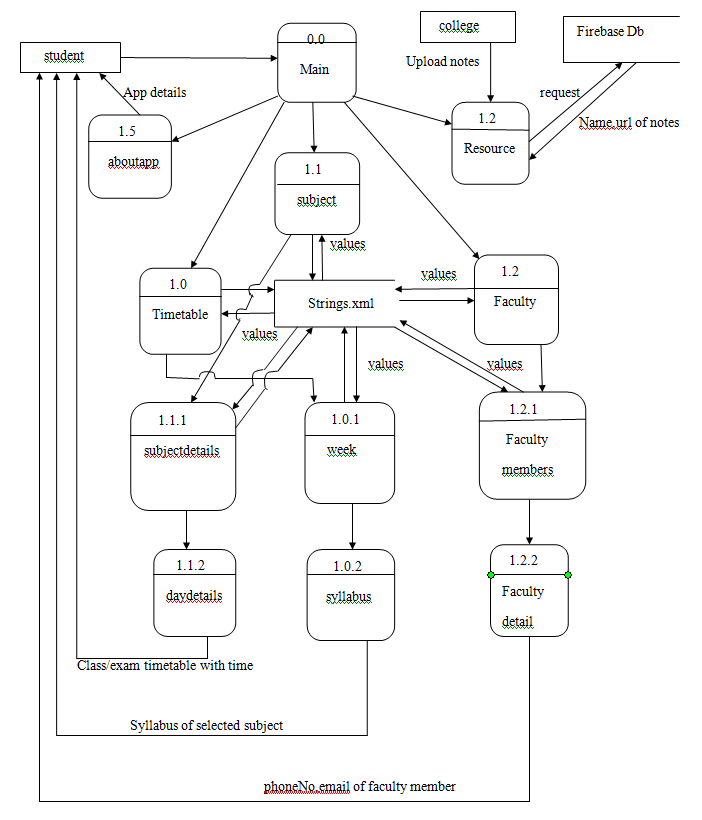 student
0.0
Main
college
Firebase Db
Upload notes
App details
request
Name,url of notes
1.5
aboutapp
1.2
Resource
1.1
subject
values
1.0
Timetable
Strings.xml
values
1.2
Faculty
values
values
values
1.1.1
subjectdetails
1.0.1
week
1.2.1
Faculty
members
1.1.2
daydetails
1.0.2
syllabus
1.2.2
Faculty
detail
Class/exam timetable with time
Syllabus of selected subject
phoneNo,email of faculty member